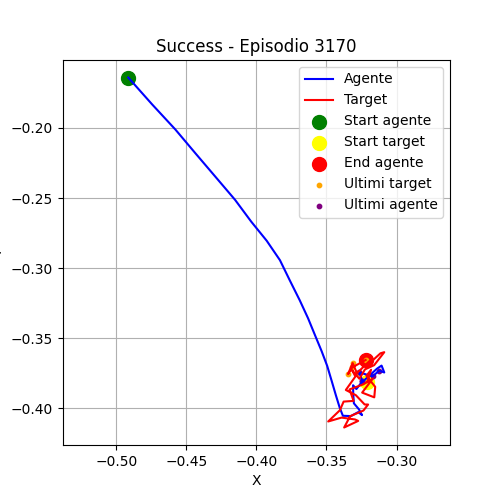 Success - Episodio 3170
Agente
Target
Start agente
Start target
End agente
Ultimi target
Ultimi agente
−0.20
−0.25
−0.30
−0.35
−0.40
−0.50 −0.45 −0.40 −0.35 −0.30
X